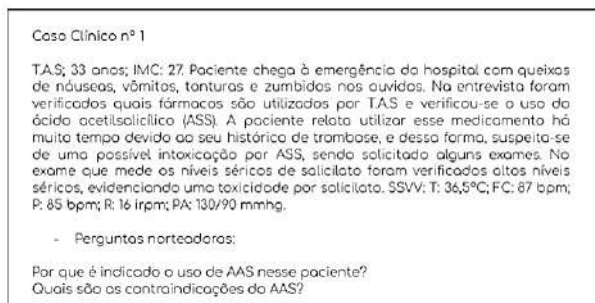 Caso Clínico nº 1
T.A.S; 33 anos; IMC: 27. Paciente chega à emergência do hospital com queixas
de náuseas, vômitos, tonturas e zumbidos nos ouvidos. Na entrevista foram
verificados quais fármacos são utilizados por T.A.S e verificou-se o uso do
ácido acetilsalicílico (ASS). A paciente relata utilizar esse medicamento há
muito tempo devido ao seu histórico de trombose, e dessa forma, suspeita-se
de uma possível intoxicação por ASS, sendo solicitado alguns exames. No
exame que mede os níveis séricos de salicilato foram verificados altos níveis
séricos, evidenciando uma toxicidade por salicilato. SSVV: T: 36,5°C; FC: 87 bpm;
P: 85 bpm; R: 16 irpm; PA: 130/90 mmhg.
- Perguntas norteadoras:
Por que é indicado o uso de AAS nesse paciente?
Quais são as contraindicações do AAS?